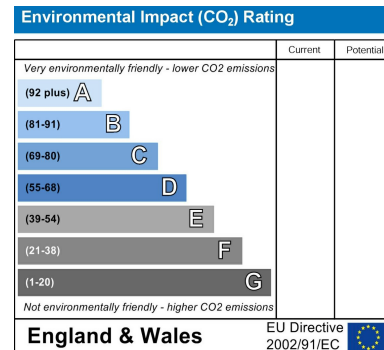 Environmental Impact (CO₂) Rating
Current Potential
Very environmentally friendly - lower CO2 emissions
(92 plus) A
(81-91) B
(69-80) C
(55-68) D
(39-54) E
(21-38) F
(1-20) G
Not environmentally friendly - higher CO2 emissions
England & Wales
EU Directive
2002/91/EC